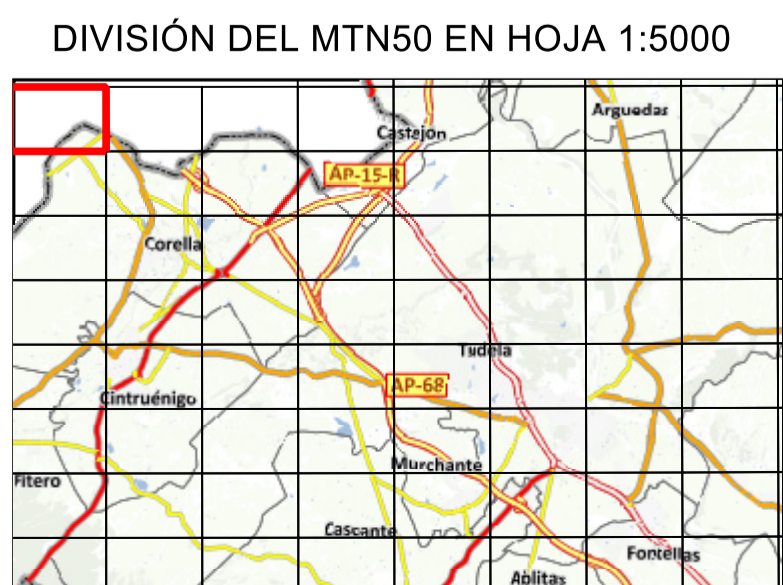 DIVISIÓN DEL MTN50 EN HOJA 1:5000
Arguedas
Castejon
AP-15-R
Corella
Tudela
AP-68
Cintruénigo
Murchante
Fitero
Cascante
Fontellas
Ablitas